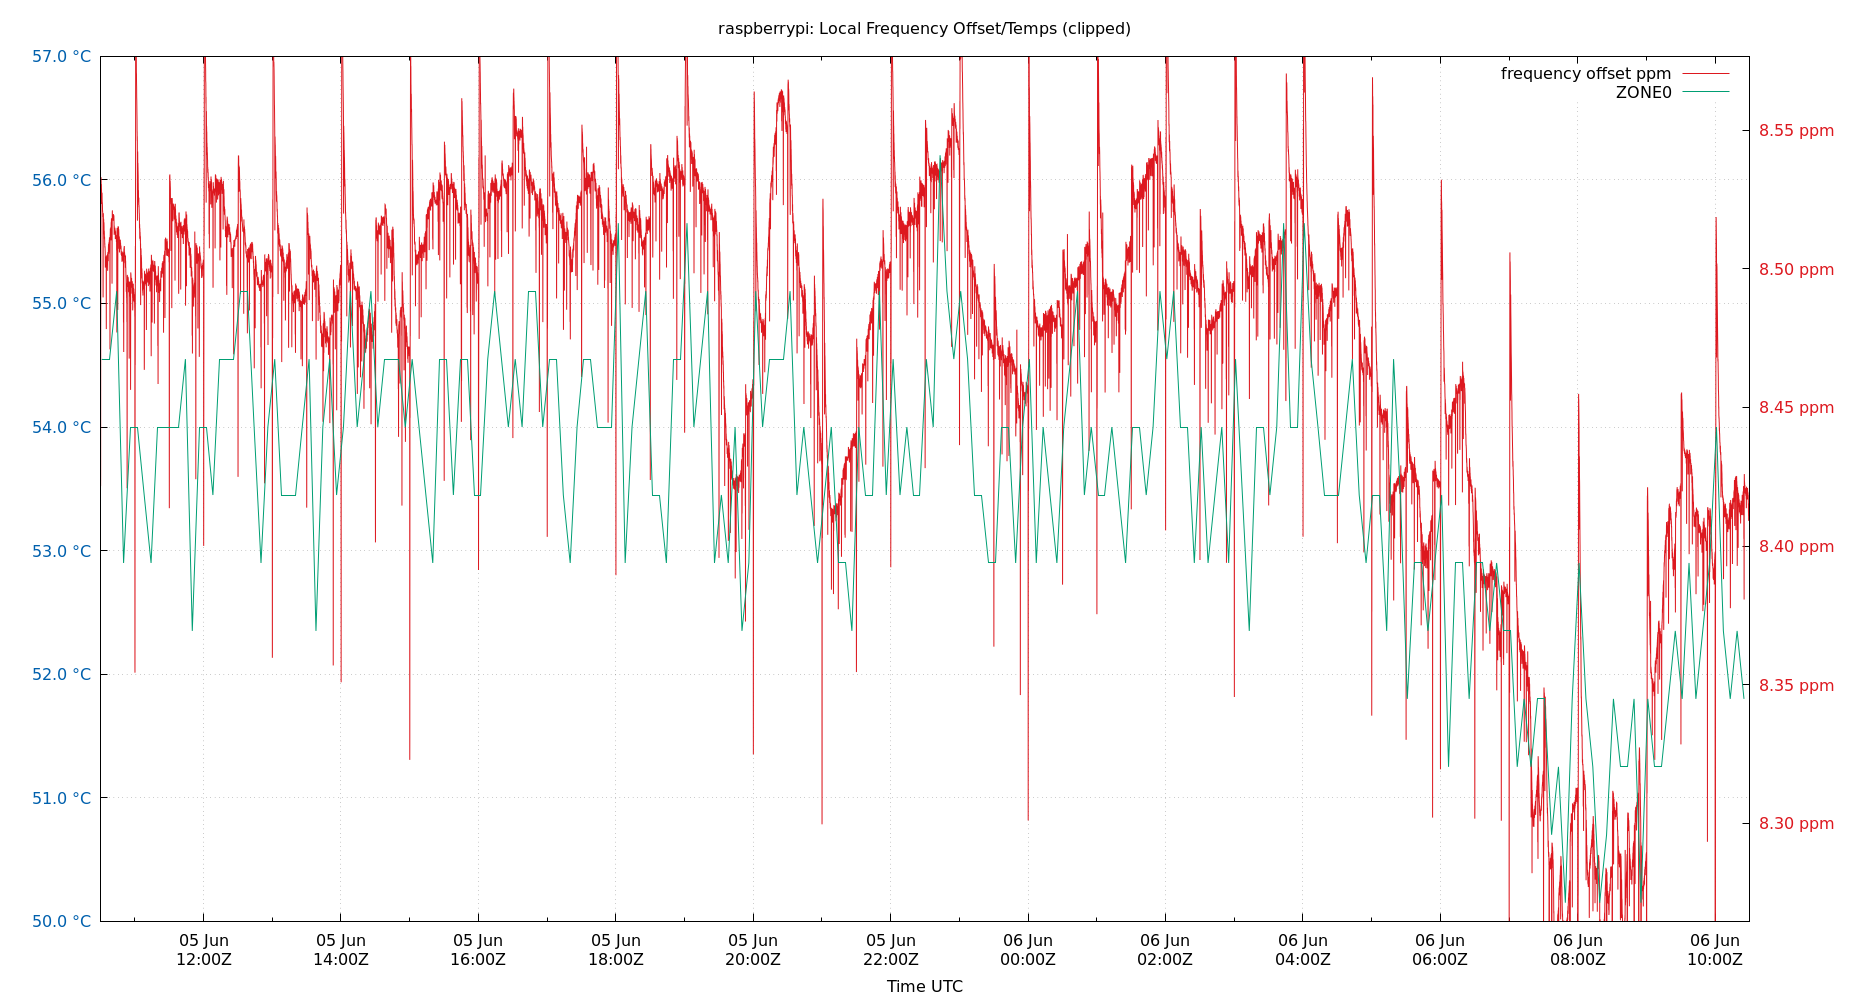 raspberrypi: Local Frequency Offset/Temps (clipped)
frequency offset ppm
ZONE0
57.0 °C
56.0 °C
55.0 °C
54.0 °C
53.0 °C
52.0 °C
51.0 °C
50.0 °C
8.55 ppm
8.50 ppm
8.45 ppm
8.40 ppm
8.35 ppm
8.30 ppm
05 Jun 05 Jun 05 Jun 05 Jun 05 Jun 05 Jun 06 Jun 06 Jun 06 Jun 06 Jun 06 Jun 06 Jun
12:00Z 14:00Z 16:00Z 18:00Z 20:00Z 22:00Z 00:00Z 02:00Z 04:00Z 06:00Z 08:00Z 10:00Z
Time UTC